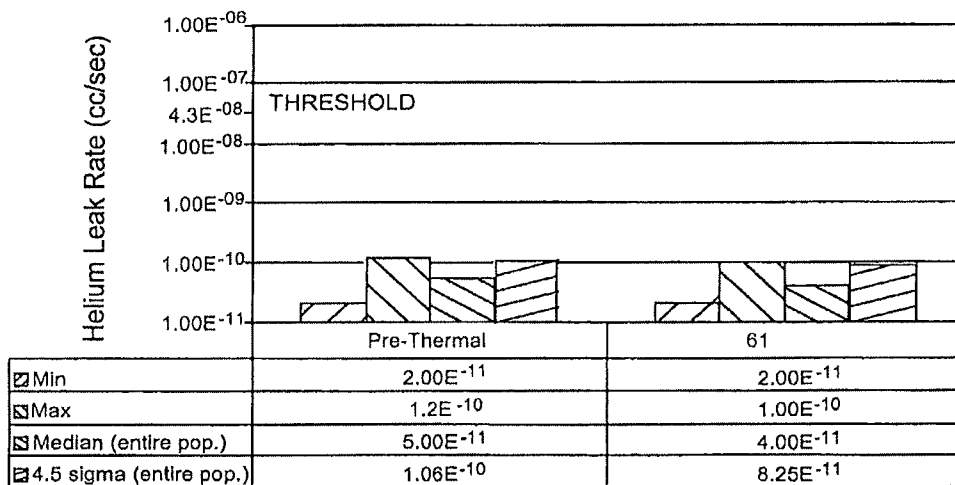 Helium Leak Rate (cc/sec)
1.00E-06
1.00E-07
4.3E-08
1.00E-08
1.00E-09
1.00E-10
1.00E-11
THRESHOLD
Pre-Thermal 61
Min 2.00E-11 2.00E-11
Max 1.2E-10 1.00E-10
Median (entire pop.) 5.00E-11 4.00E-11
4.5 sigma (entire pop.) 1.06E-10 8.25E-11